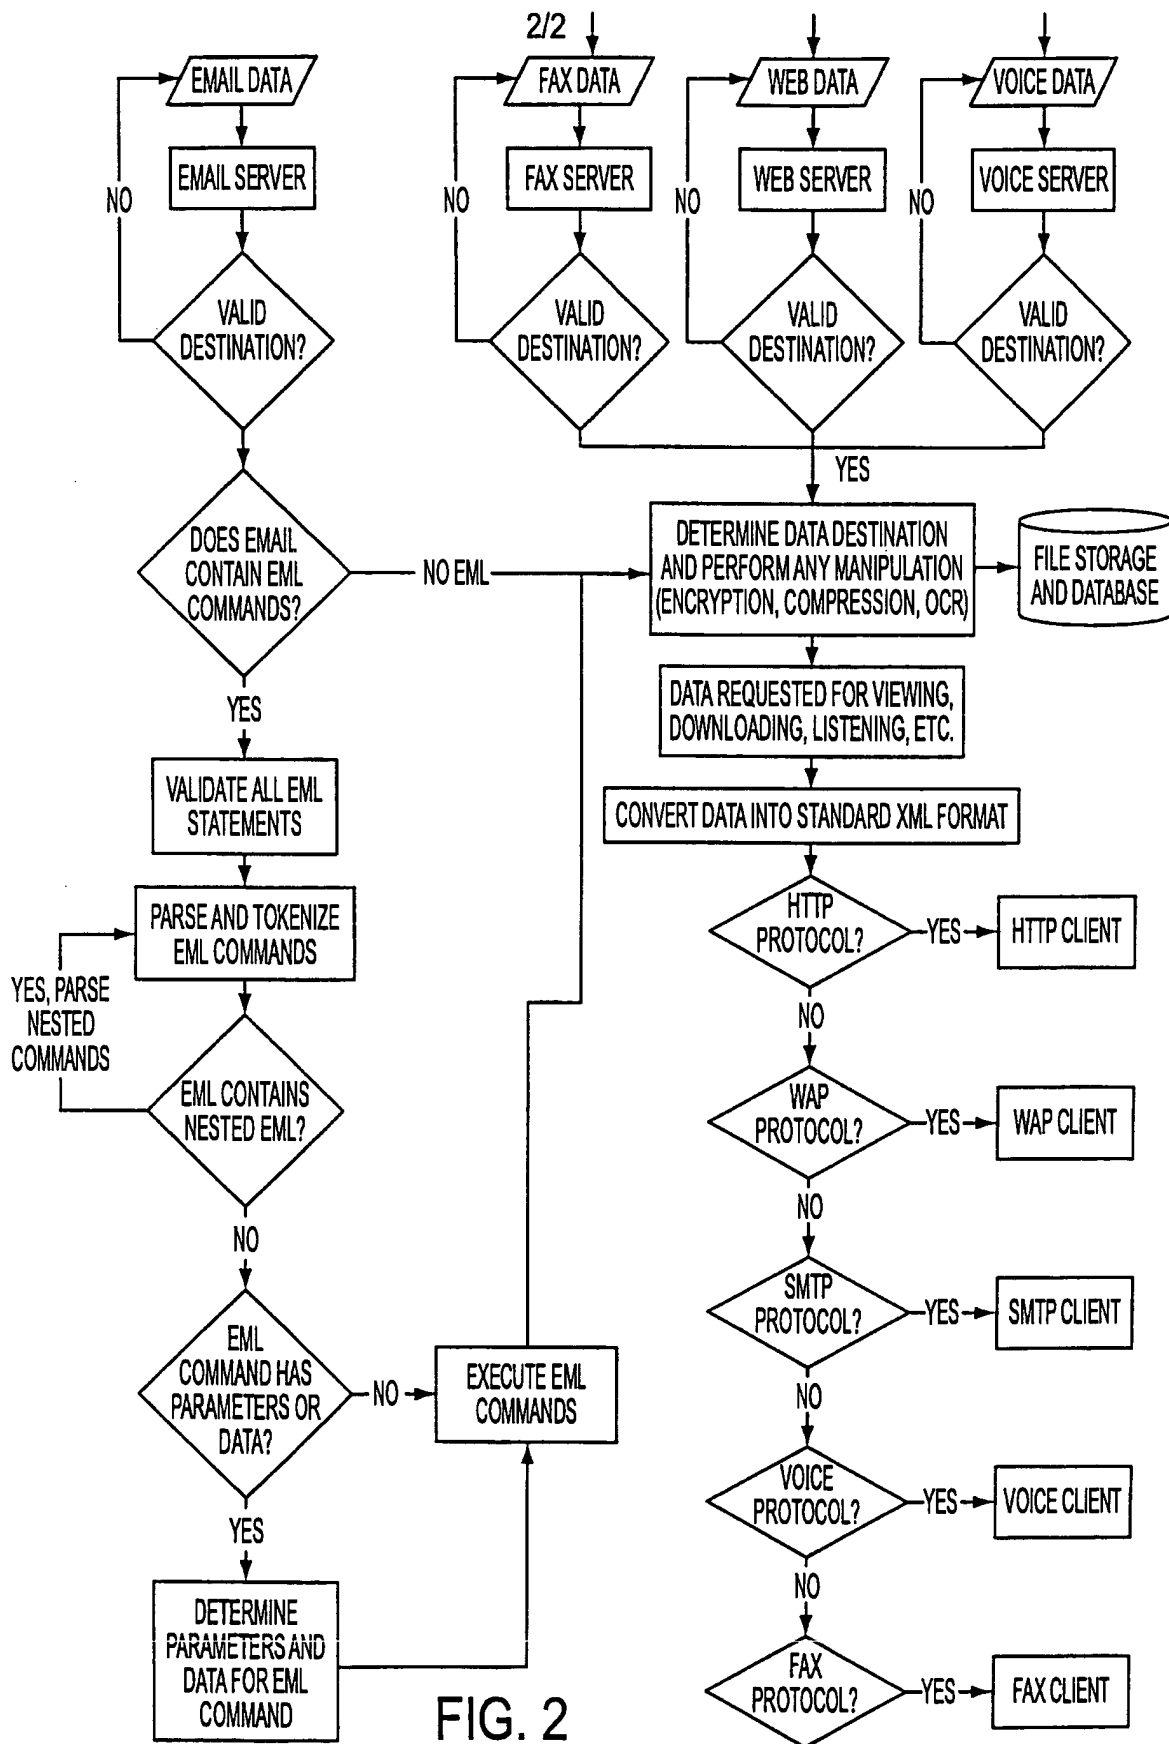 2/2
EMAIL DATA
FAX DATA
WEB DATA
VOICE DATA
EMAIL SERVER
FAX SERVER
WEB SERVER
VOICE SERVER
NO
NO
NO
NO
VALID
DESTINATION?
VALID
DESTINATION?
VALID
DESTINATION?
VALID
DESTINATION?
YES
DOES EMAIL
CONTAIN EML
COMMANDS?
NO EML
DETERMINE DATA DESTINATION
AND PERFORM ANY MANIPULATION
(ENCRYPTION, COMPRESSION, OCR)
FILE STORAGE
AND DATABASE
YES
DATA REQUESTED FOR VIEWING,
DOWNLOADING, LISTENING, ETC.
VALIDATE ALL EML
STATEMENTS
CONVERT DATA INTO STANDARD XML FORMAT
PARSE AND TOKENIZE
EML COMMANDS
HTTP
PROTOCOL?
YES
HTTP CLIENT
YES, PARSE
NESTED
COMMANDS
NO
EML CONTAINS
NESTED EML?
WAP
PROTOCOL?
YES
WAP CLIENT
NO
NO
EML
COMMAND HAS
PARAMETERS OR
DATA?
NO
EXECUTE EML
COMMANDS
SMTP
PROTOCOL?
YES
SMTP CLIENT
NO
YES
VOICE
PROTOCOL?
YES
VOICE CLIENT
NO
DETERMINE
PARAMETERS AND
DATA FOR EML
COMMAND
FAX
PROTOCOL?
YES
FAX CLIENT
FIG. 2